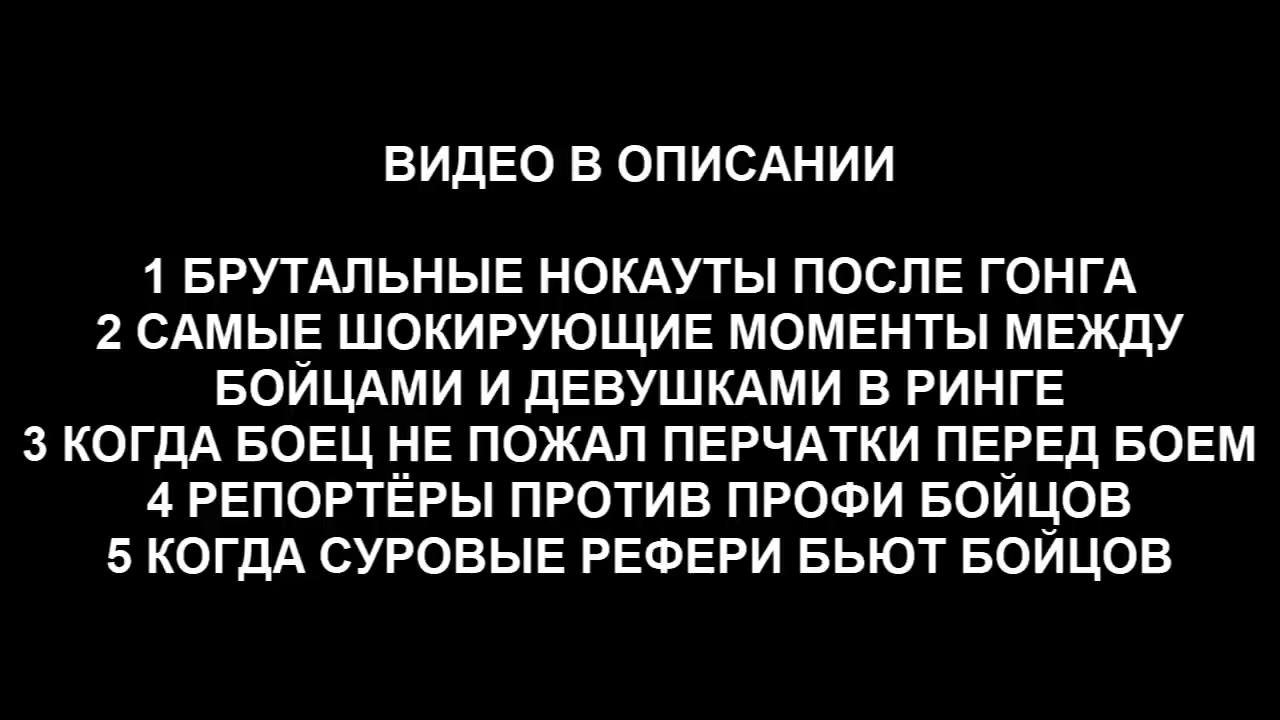 ВИДЕО В ОПИСАНИИ
1 БРУТАЛЬНЫЕ НОКАУТЫ ПОСЛЕ ГОНГА
2 САМЫЕ ШОКИРУЮЩИЕ МОМЕНТЫ МЕЖДУ
БОЙЦАМИ И ДЕВУШКАМИ В РИНГЕ
3 КОГДА БОЕЦ НЕ ПОЖАЛ ПЕРЧАТКИ ПЕРЕД БОЕМ
4 РЕПОРТЁРЫ ПРОТИВ ПРОФИ БОЙЦОВ
5 КОГДА СУРОВЫЕ РЕФЕРИ БЬЮТ БОЙЦОВ